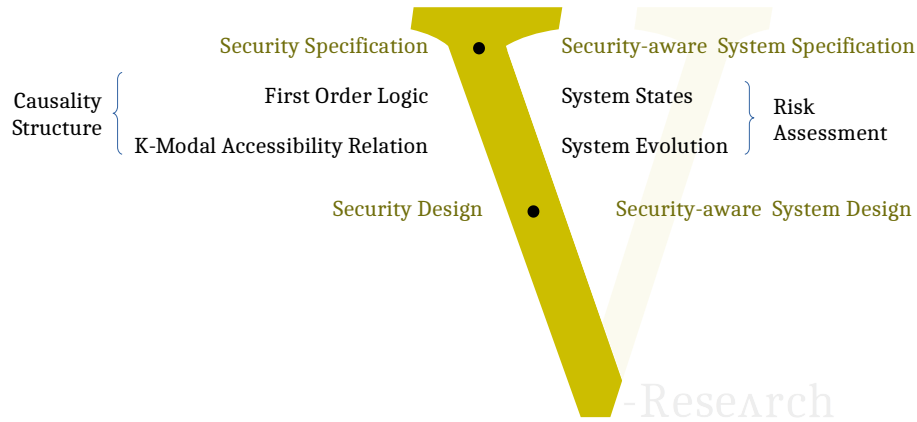 Security Specification
Security-aware System Specification
Causality
Structure
First Order Logic
K-Modal Accessibility Relation
System States
System Evolution
Risk
Assessment
Security Design
Security-aware System Design
V
-Reseʌrch